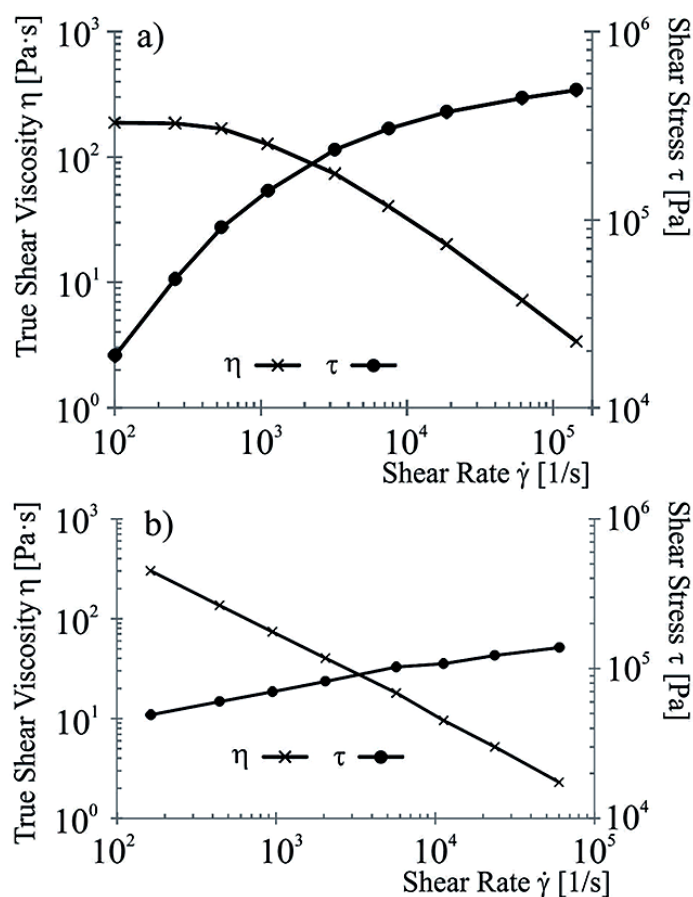 a)
True Shear Viscosity η [Pa·s]
10³
10²
10¹
10⁰
Shear Stress τ [Pa]
10⁶
10⁵
10⁴
η τ
10² 10³ 10⁴ 10⁵
Shear Rate γ̇ [1/s]
b)
True Shear Viscosity η [Pa·s]
10³
10²
10¹
10⁰
Shear Stress τ [Pa]
10⁶
10⁵
10⁴
η τ
10² 10³ 10⁴ 10⁵
Shear Rate γ̇ [1/s]